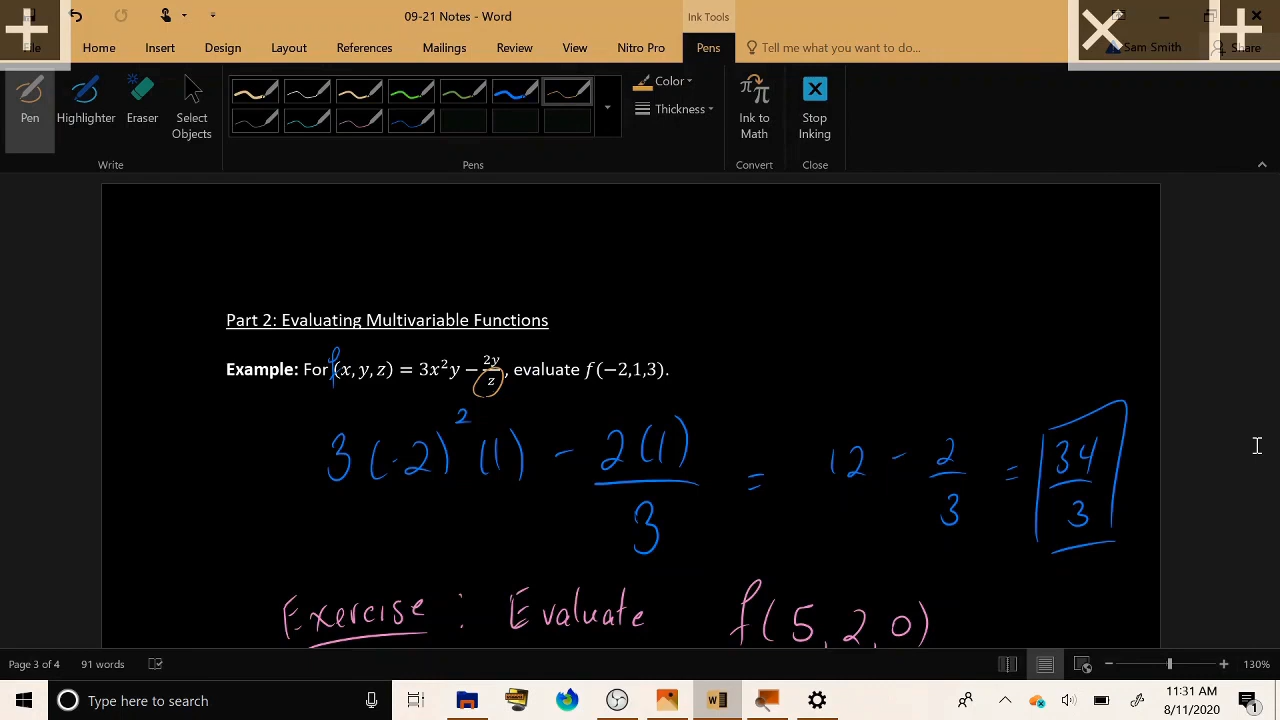 09-21 Notes - Word
Ink Tools
File Home Insert Design Layout References Mailings Review View Nitro Pro Pens Tell me what you want to do... Sam Smith Share
Pen Highlighter Eraser Select Objects
Color
Thickness
Ink to Math
Stop Inking
Write Pens Convert Close
Part 2: Evaluating Multivariable Functions
Example: For f(x, y, z) = 3x²y − 2y/z, evaluate f(−2,1,3).
3(-2)²(1) − 2(1)/3 = 12 − 2/3 = 34/3
Exercise: Evaluate f(5,2,0)
Page 3 of 4 91 words 130%
Type here to search
11:31 AM
8/11/2020
1